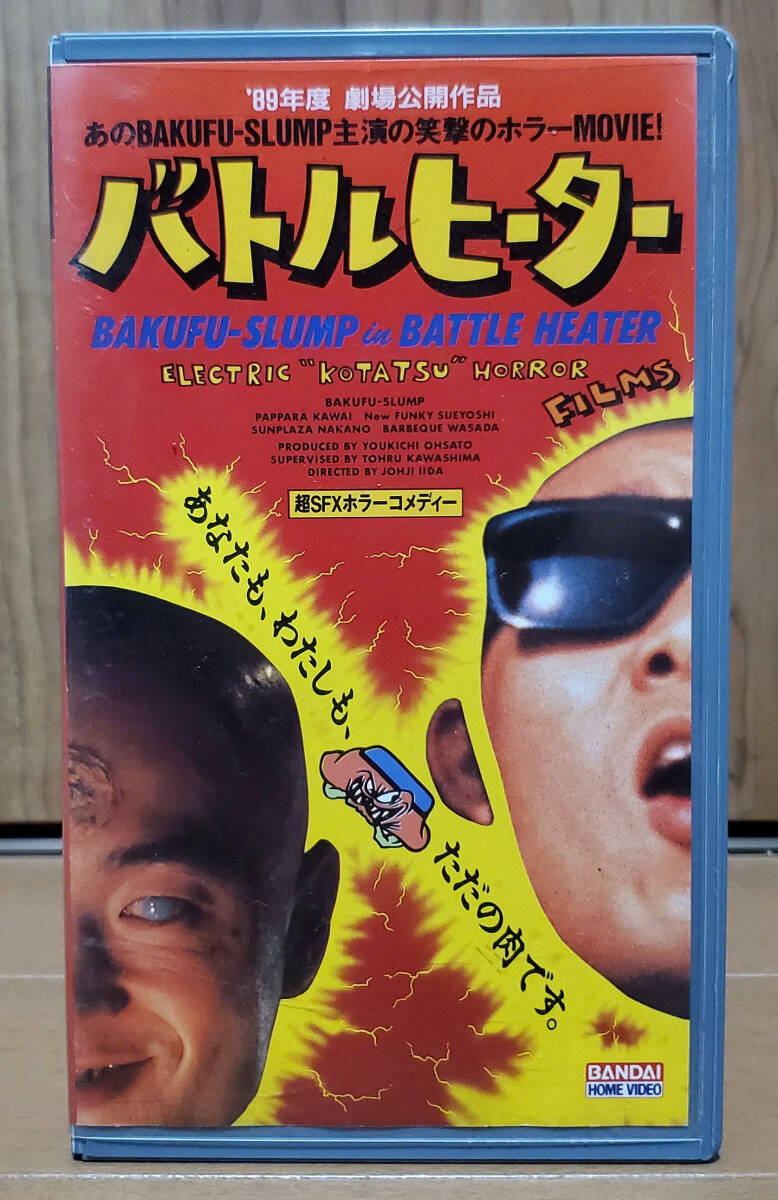 '89年度 劇場公開作品
あのBAKUFU-SLUMP主演の笑撃のホラーMOVIE!
バトルヒーター
BAKUFU-SLUMP in BATTLE HEATER
ELECTRIC "KOTATSU" HORROR
FILMS
BAKUFU-SLUMP
PAPPARA KAWAI New FUNKY SUEYOSHI
SUNPLAZA NAKANO BARBEQUE WASADA
PRODUCED BY YOUKICHI OHSATO
SUPERVISED BY TOHRU KAWASHIMA
DIRECTED BY JOHJI IIDA
超SFXホラーコメディー
あなたも、わたしも、
ただの肉です。
BANDAI
HOME VIDEO